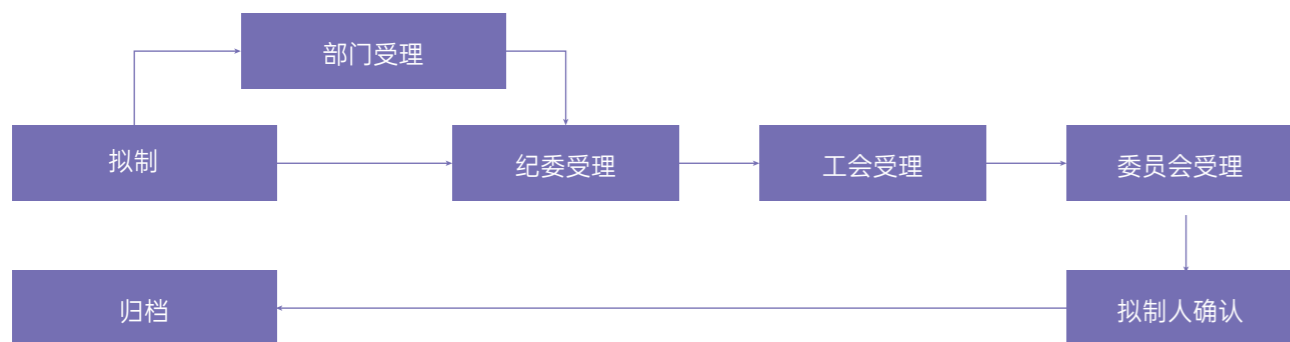 部门受理
拟制
纪委受理
工会受理
委员会受理
归档
拟制人确认